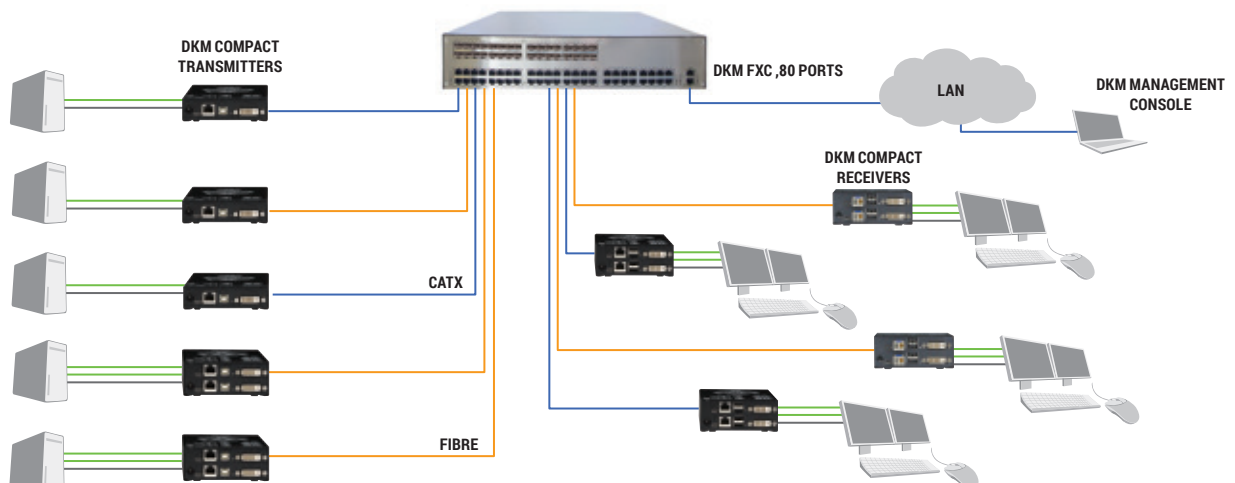 DKM COMPACT
TRANSMITTERS
DKM FXC ,80 PORTS
LAN
DKM MANAGEMENT
CONSOLE
DKM COMPACT
RECEIVERS
CATX
FIBRE